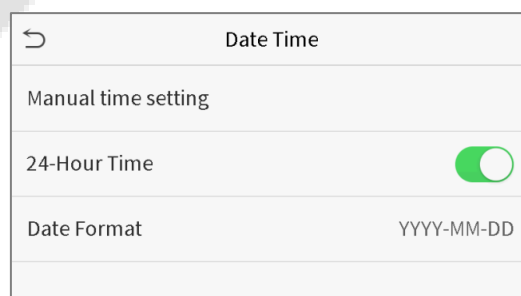 Date Time
Manual time setting
24-Hour Time
Date Format YYYY-MM-DD